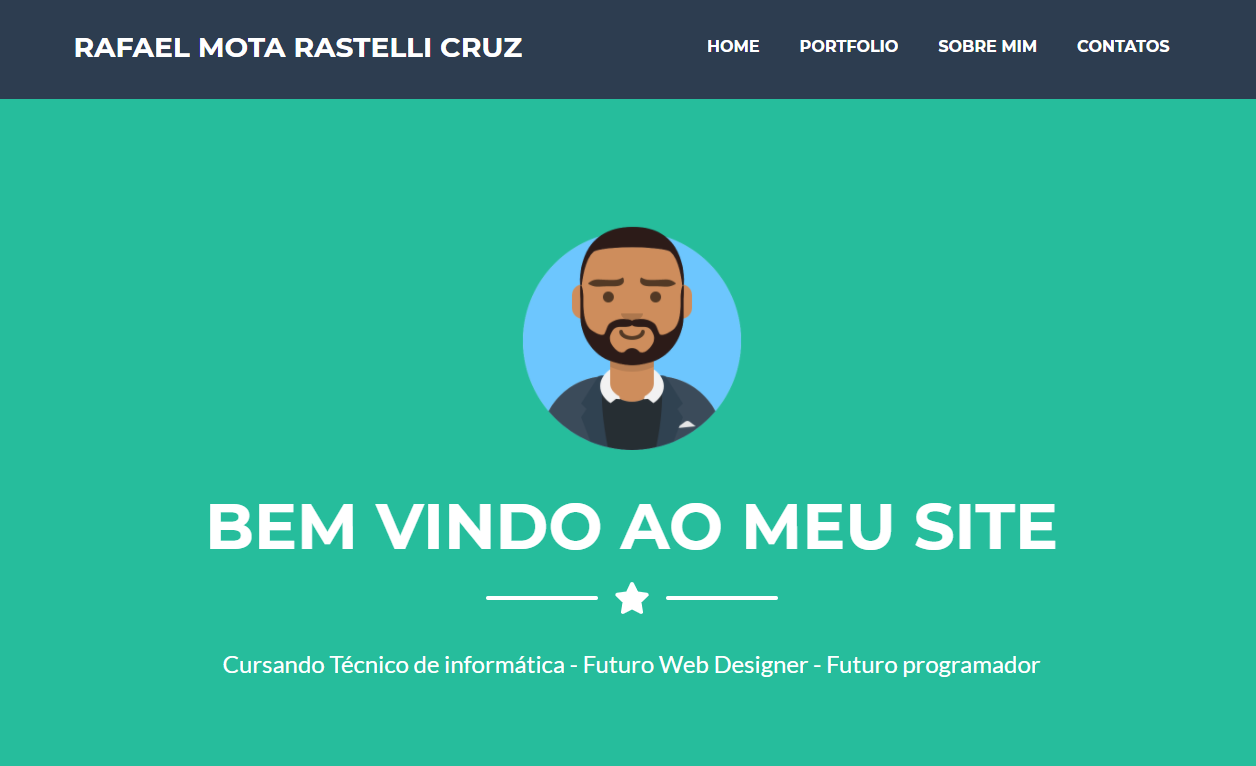 RAFAEL MOTA RASTELLI CRUZ
HOME PORTFOLIO SOBRE MIM CONTATOS
BEM VINDO AO MEU SITE
Cursando Técnico de informática - Futuro Web Designer - Futuro programador